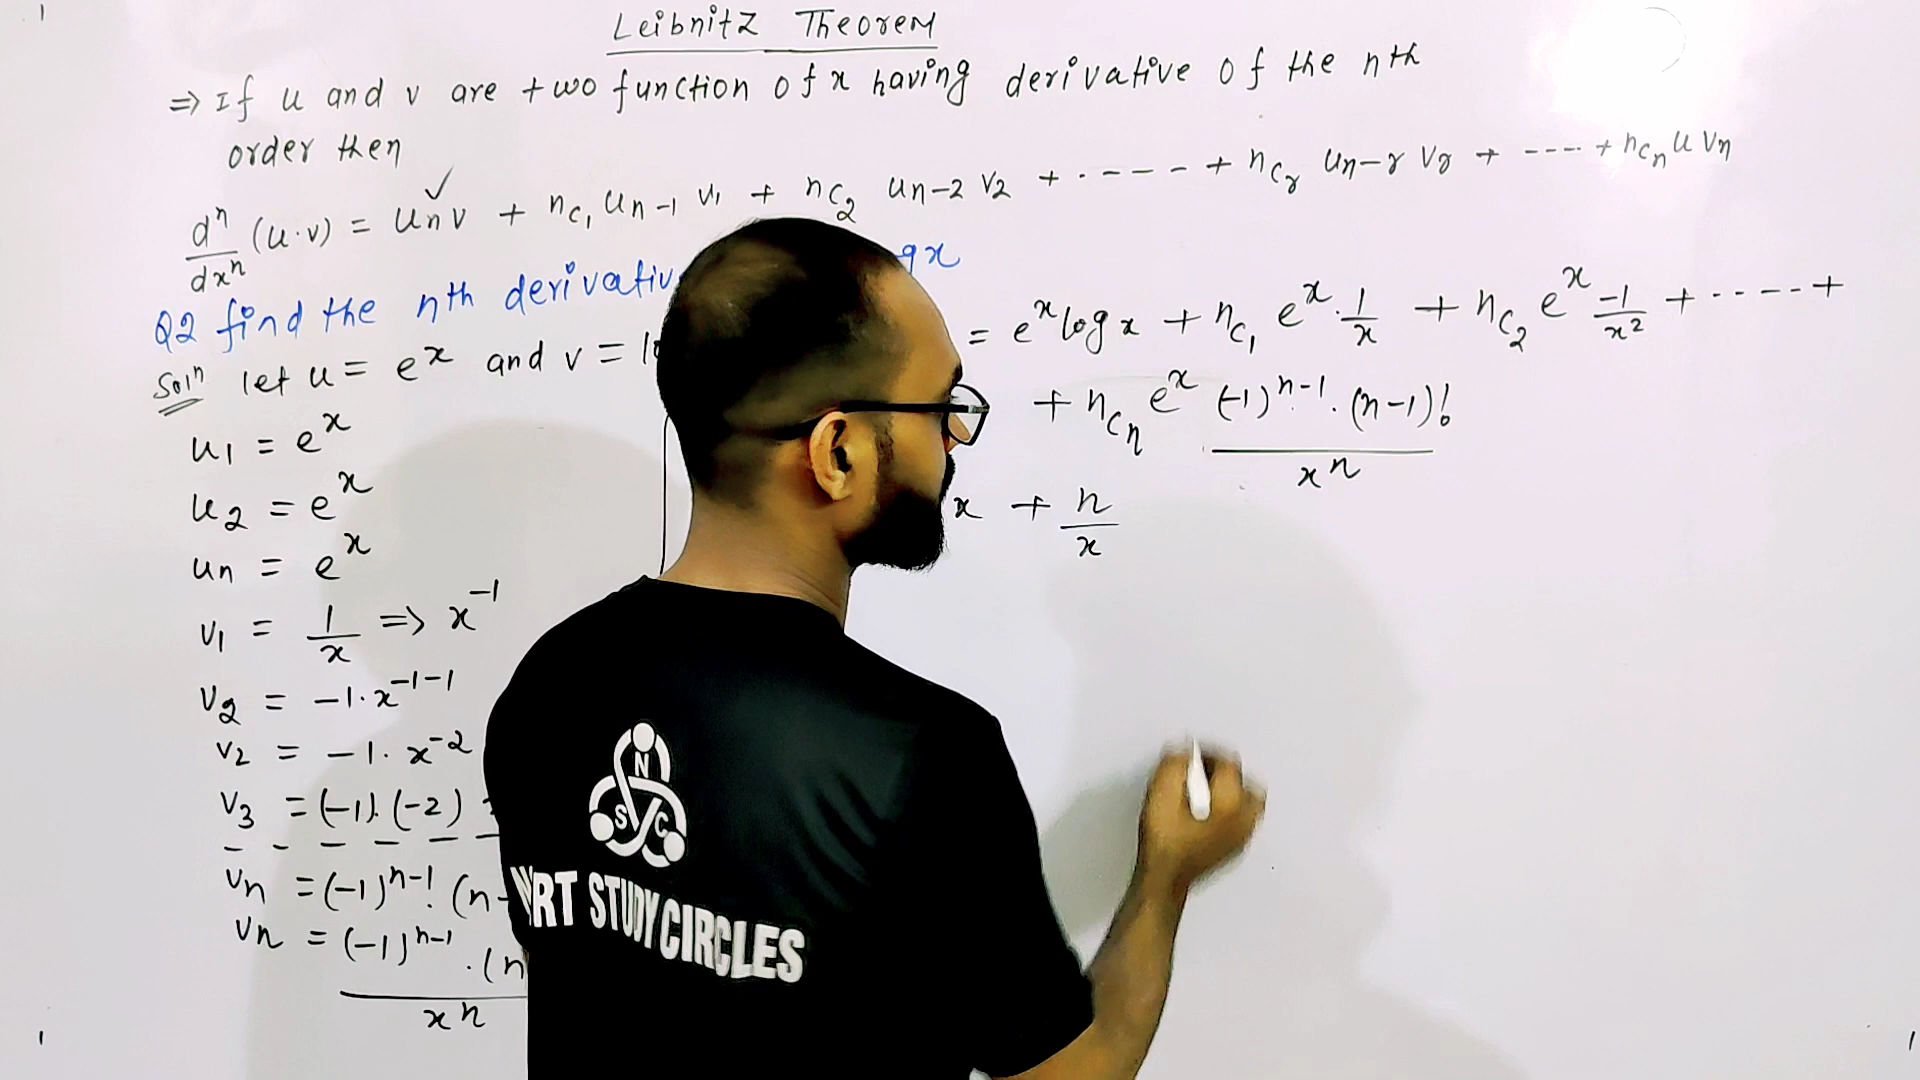 Leibnitz Theorem
⇒ If u and v are two function of x having derivative of the nth
order then
dⁿ/dxⁿ (u·v) = uₙv + nc₁ uₙ₋₁ v₁ + nc₂ uₙ₋₂ v₂ + ----- + ncᵣ uₙ₋ᵣ vᵣ + ---- + ncₙ u vₙ
Q2 find the nth derivativ gx
Solⁿ let u = eˣ and v = l
u₁ = eˣ
u₂ = eˣ
uₙ = eˣ
v₁ = 1/x ⇒ x⁻¹
v₂ = -1·x⁻¹⁻¹
v₂ = -1·x⁻²
v₃ = (-1)·(-2)
- - - - - -
vₙ = (-1)ⁿ⁻¹ (n-
vₙ = (-1)ⁿ⁻¹ ·(n / xⁿ
= eˣ log x + nc₁ eˣ·1/x + nc₂ eˣ -1/x² + ----- +
+ ncₙ eˣ (-1)ⁿ⁻¹·(n-1)! / xⁿ
x + n/x
N
S C
NRT STUDY CIRCLES